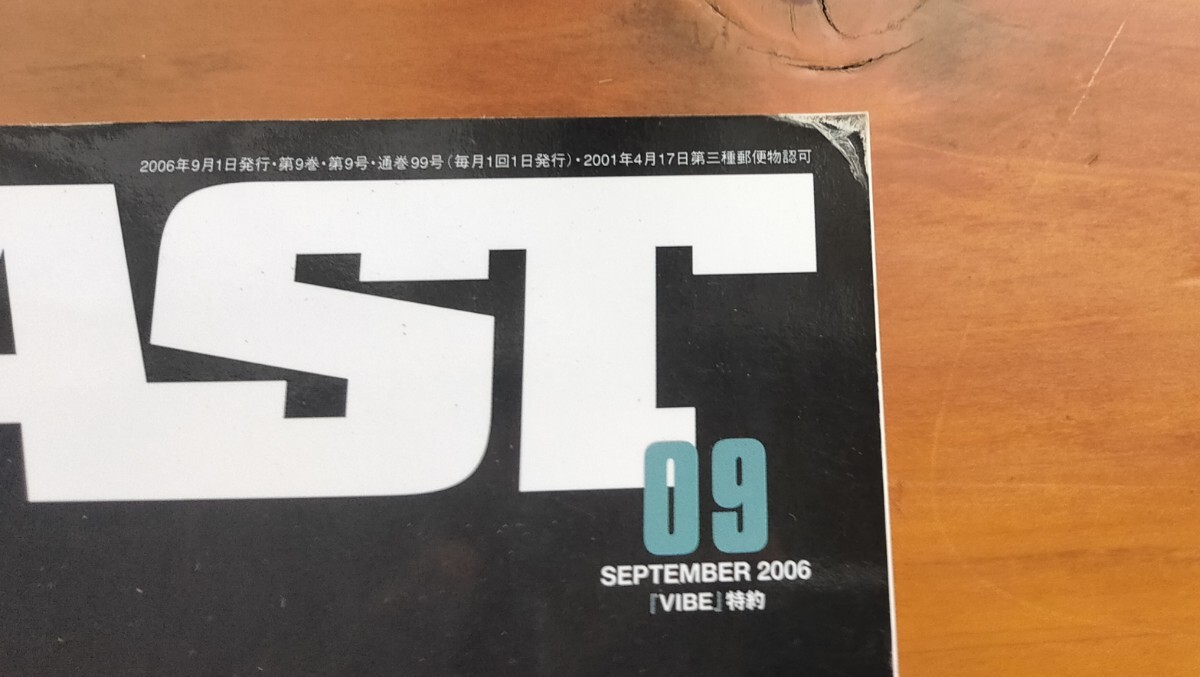 2006年9月1日発行・第9巻・第9号・通巻99号(毎月1回1日発行)・2001年4月17日第三種郵便物認可
AST
09
SEPTEMBER 2006
『VIBE』特約